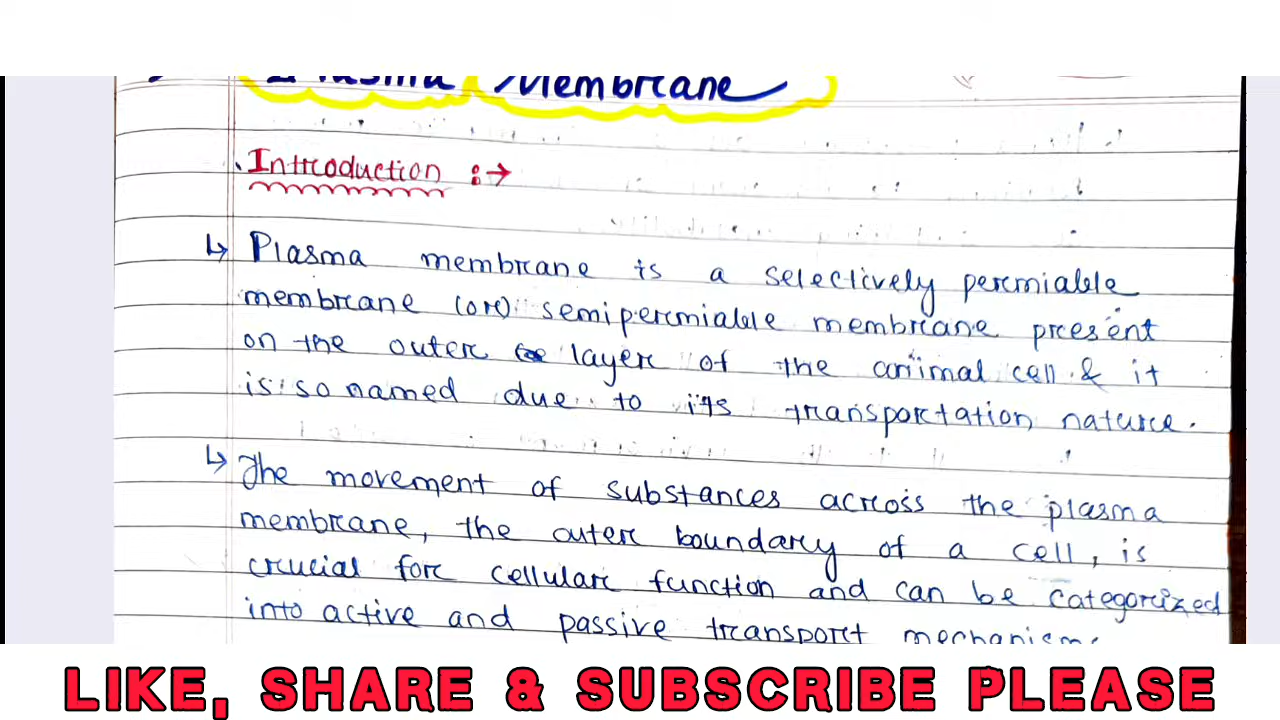 Plasma Membrane
Introduction :→
↳ Plasma membrane is a selectively permiable
membrane (or) semipermiable membrane present
on the outer layer of the animal cell & it
is so named due to its transportation nature.
↳ The movement of substances across the plasma
membrane, the outer boundary of a cell, is
crucial for cellular function and can be categorized
into active and passive transport mechanisms
LIKE, SHARE & SUBSCRIBE PLEASE